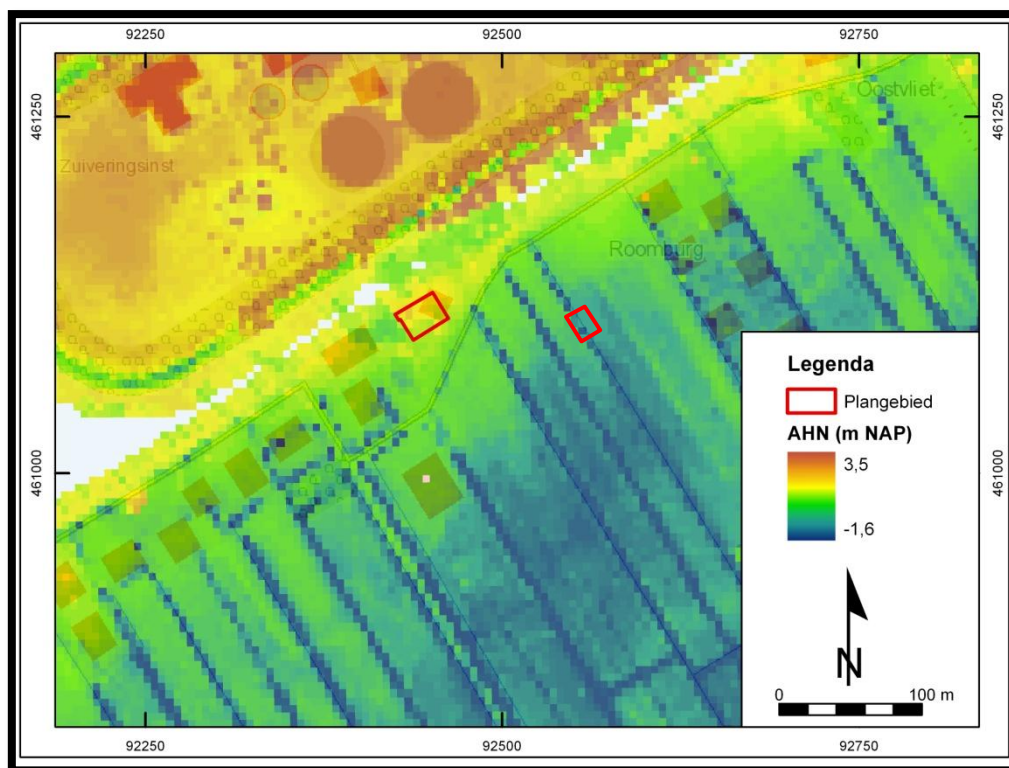 92250 92500 92750
461250 461250
Oostvliet
Zuiveringsinst
Roomburg
Legenda
Plangebied
AHN (m NAP)
3,5
-1,6
461000 461000
N
0 100 m
92250 92500 92750